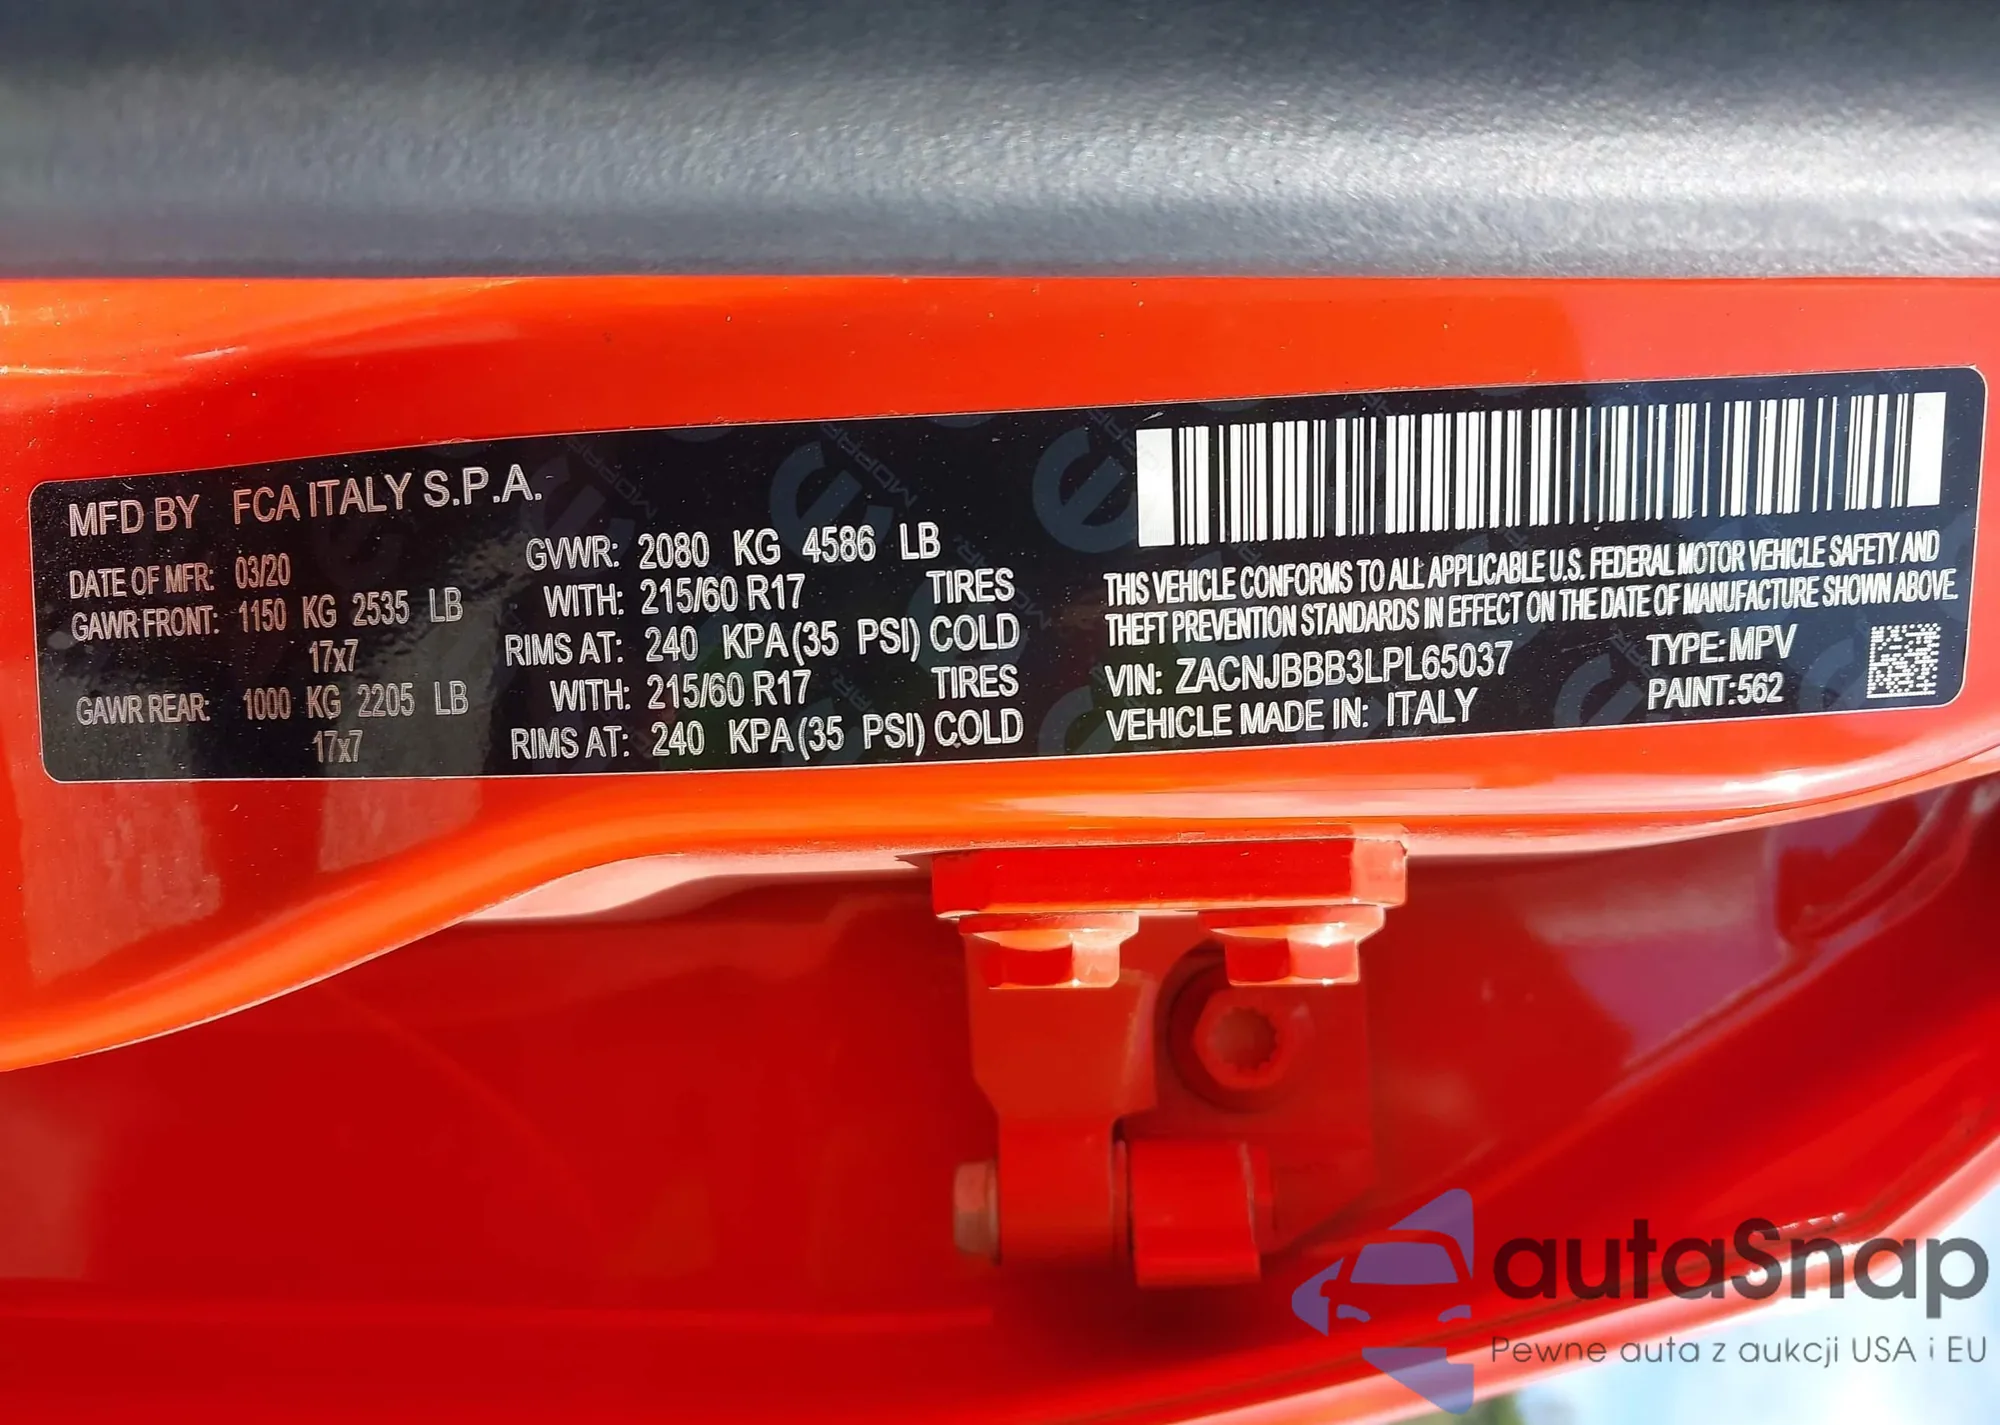 MFD BY FCA ITALY S.P.A.
DATE OF MFR: 03/20 GVWR: 2080 KG 4586 LB
GAWR FRONT: 1150 KG 2535 LB WITH: 215/60 R17 TIRES
17x7 RIMS AT: 240 KPA(35 PSI) COLD
GAWR REAR: 1000 KG 2205 LB WITH: 215/60 R17 TIRES
17x7 RIMS AT: 240 KPA(35 PSI) COLD
THIS VEHICLE CONFORMS TO ALL APPLICABLE U.S. FEDERAL MOTOR VEHICLE SAFETY AND
THEFT PREVENTION STANDARDS IN EFFECT ON THE DATE OF MANUFACTURE SHOWN ABOVE.
VIN: ZACNJBBB3LPL65037 TYPE: MPV
VEHICLE MADE IN: ITALY PAINT:562
autaSnap
Pewne auta z aukcji USA i EU